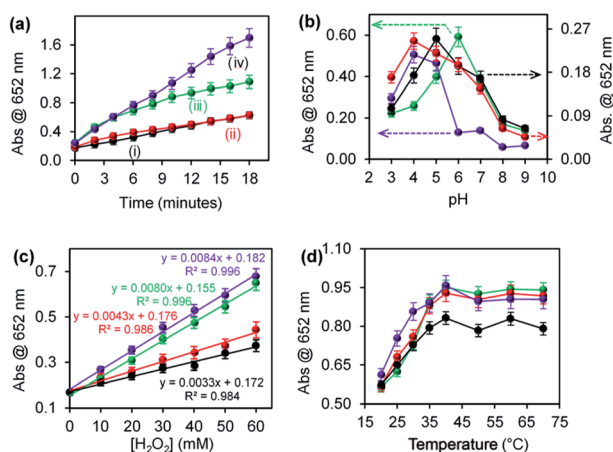 (a)
Abs @ 652 nm
2.0
1.6
1.2
0.8
0.4
0.0
(iv)
(iii)
(ii)
(i)
0 3 6 9 12 15 18
Time (minutes)
(b)
Abs @ 652 nm
0.60
0.40
0.20
0.00
0.27
0.18
0.09
0.00
Abs. @ 652 nm
2 3 4 5 6 7 8 9 10
pH
(c)
Abs @ 652 nm
0.7
0.5
0.3
0.1
y = 0.0084x + 0.182
R² = 0.996
y = 0.0080x + 0.155
R² = 0.996
y = 0.0043x + 0.176
R² = 0.986
y = 0.0033x + 0.172
R² = 0.984
0 10 20 30 40 50 60
[H₂O₂] (mM)
(d)
Abs @ 652 nm
1.10
0.95
0.80
0.65
0.50
15 25 35 45 55 65 75
Temperature (°C)